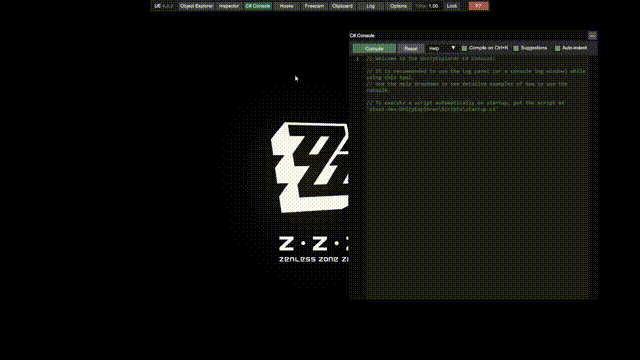 UE 4.9.2 Object Explorer Inspector C# Console Hooks Freecam Clipboard Log Options Time: 1.00 Lock F7
C# Console
Compile Reset Help ▼ Compile on Ctrl+R Suggestions Auto-indent
1 // Welcome to the UnityExplorer C# Console!
// It is recommended to use the Log panel (or a console log window) while
using this tool.
// Use the Help dropdown to see detailed examples of how to use the
console.
// To execute a script automatically on startup, put the script at
'sinai-dev-UnityExplorer\Scripts\startup.cs'
Z·Z·
ZENLESS ZONE Z